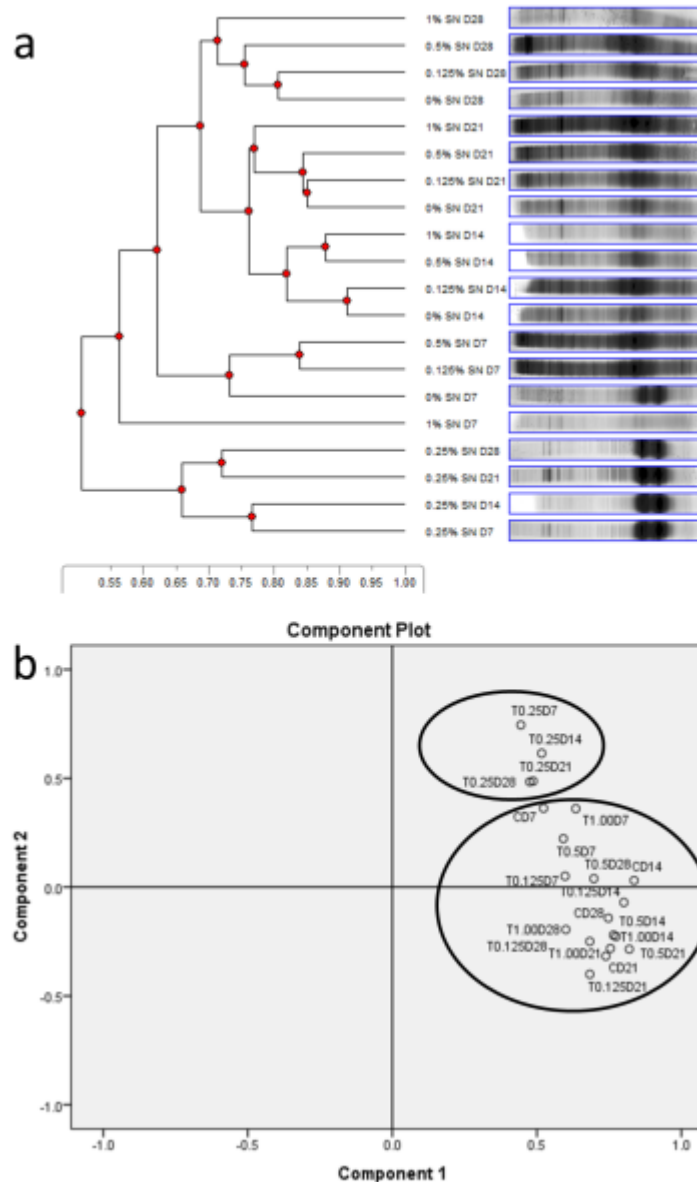 a
1% SN D28
0.5% SN D28
0.125% SN D28
0% SN D28
1% SN D21
0.5% SN D21
0.125% SN D21
0% SN D21
1% SN D14
0.5% SN D14
0.125% SN D14
0% SN D14
0.5% SN D7
0.125% SN D7
0% SN D7
1% SN D7
0.25% SN D28
0.25% SN D21
0.25% SN D14
0.25% SN D7
0.55 0.60 0.65 0.70 0.75 0.80 0.85 0.90 0.95 1.00
Component Plot
b
1.0
T0.25D7
T0.25D14
T0.25D21
0.5
T0.25D28
CD7
T1.00D7
T0.5D7
T0.5D28 CD14
T0.125D7
0.0
T0.125D14
CD28
T0.5D14
T1.00D28
T1.00D14
T0.125D28
T1.00D21
T0.5D21
CD21
T0.125D21
-0.5
-1.0
Component 2
-1.0 -0.5 0.0 0.5 1.0
Component 1